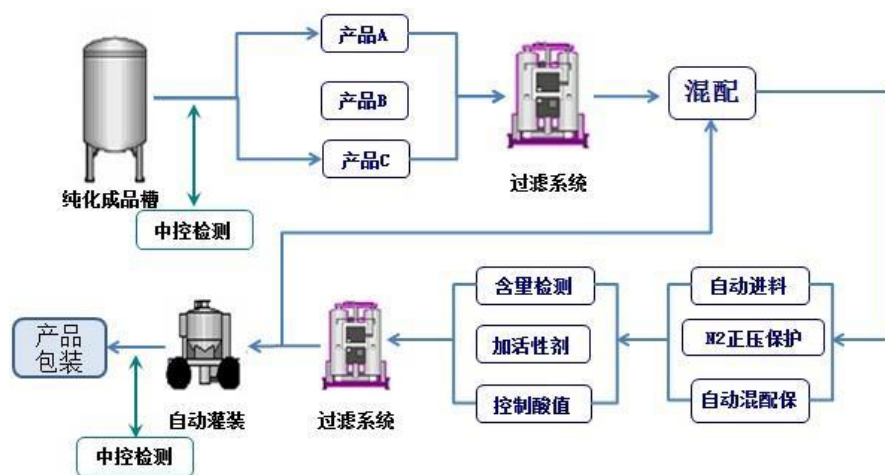 产品A
产品B
产品C
混配
纯化成品槽
过滤系统
中控检测
含量检测
自动进料
产品
包装
加活性剂
N2正压保护
控制酸值
自动混配保
自动灌装
过滤系统
中控检测